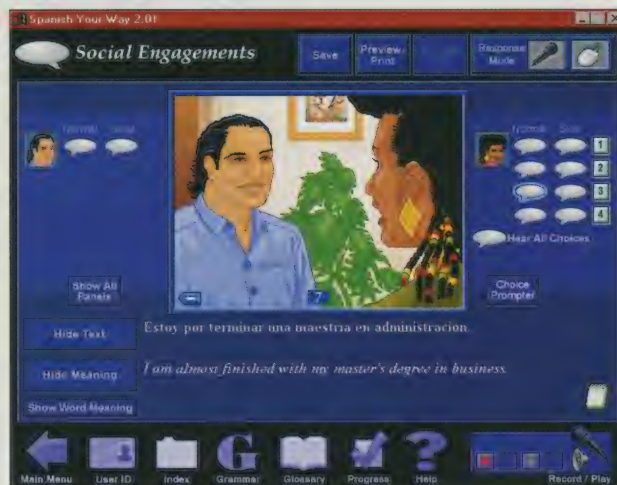 Spanish Your Way 2.01
Social Engagements
Save
Preview/
Print
Response
Mode
Normal Slow
Normal Slow
1
2
3
4
Hear All Choices
Show All
Panels
7
Choice
Prompter
Hide Text
Estoy por terminar una maestria en administración.
Hide Meaning
I am almost finished with my master's degree in business.
Show Word Meaning
G
?
Main Menu
User ID
Index
Grammar
Glossary
Progress
Help
Record / Play